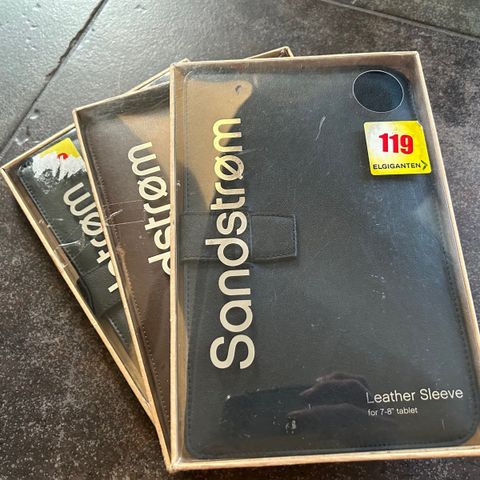 119
ELGIGANTEN
Sandstrøm
Leather Sleeve
for 7-8" tablet
dstrøm
strøm